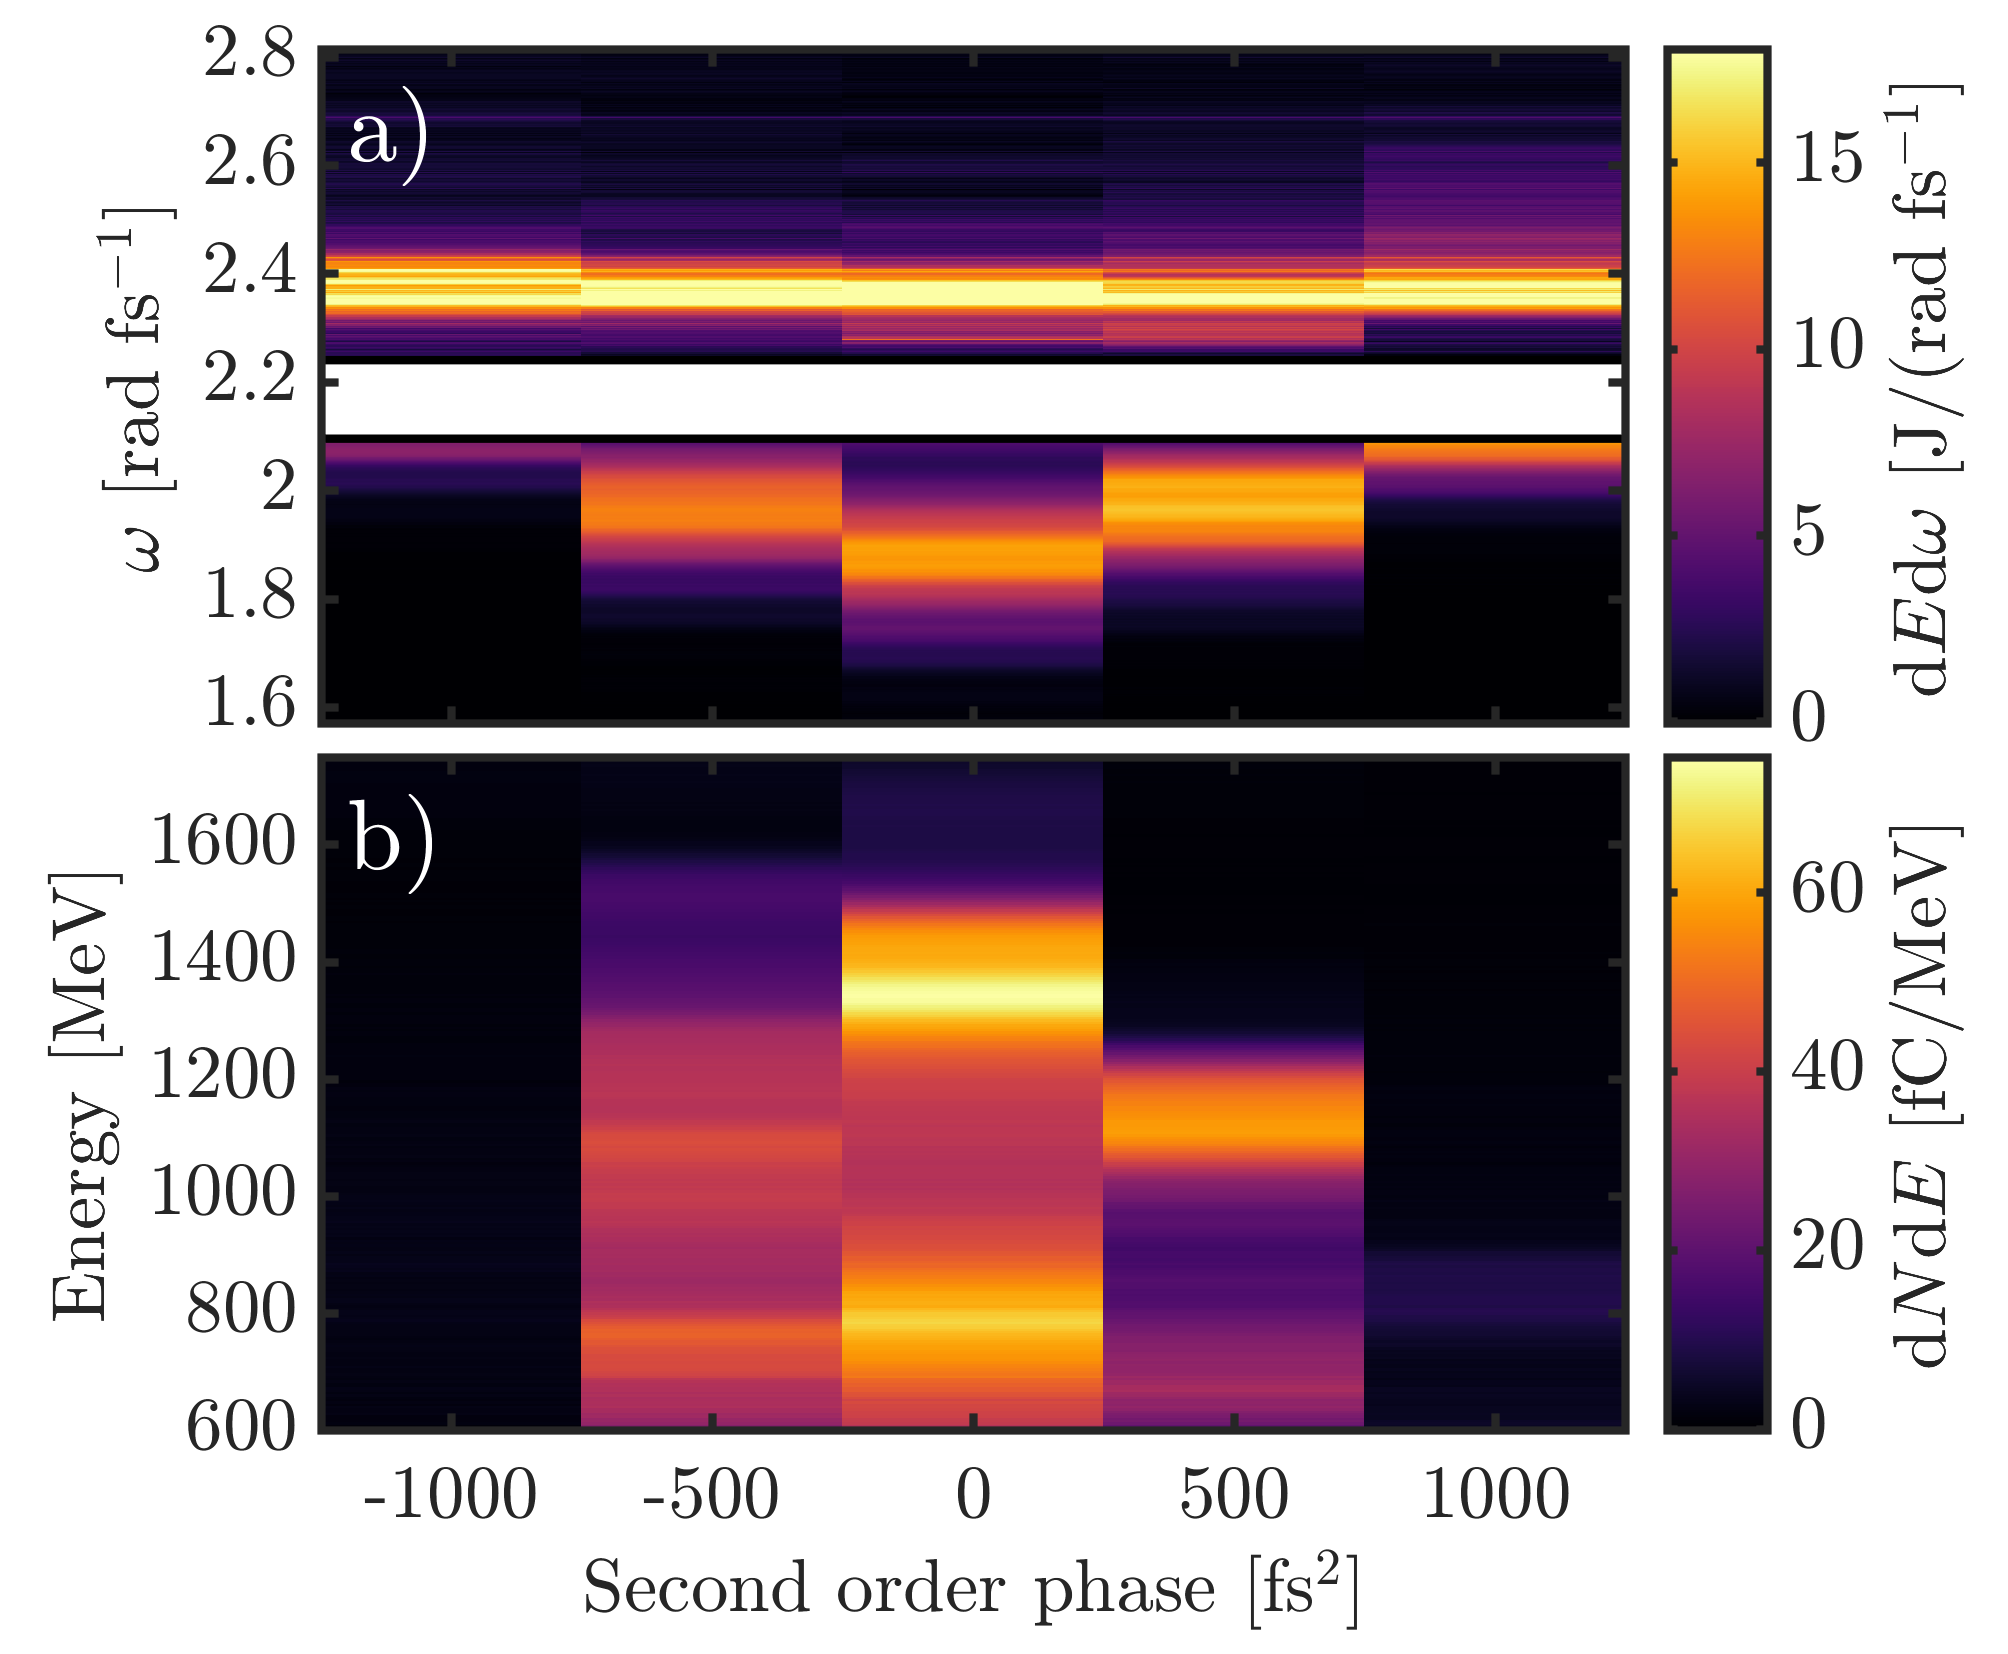 2.8
2.6
2.4
2.2
2
1.8
1.6
ω [rad fs⁻¹]
a)
15
10
5
0
dEdω [J/(rad fs⁻¹]
1600
1400
1200
1000
800
600
Energy [MeV]
b)
60
40
20
0
dNdE [fC/MeV]
-1000 -500 0 500 1000
Second order phase [fs²]